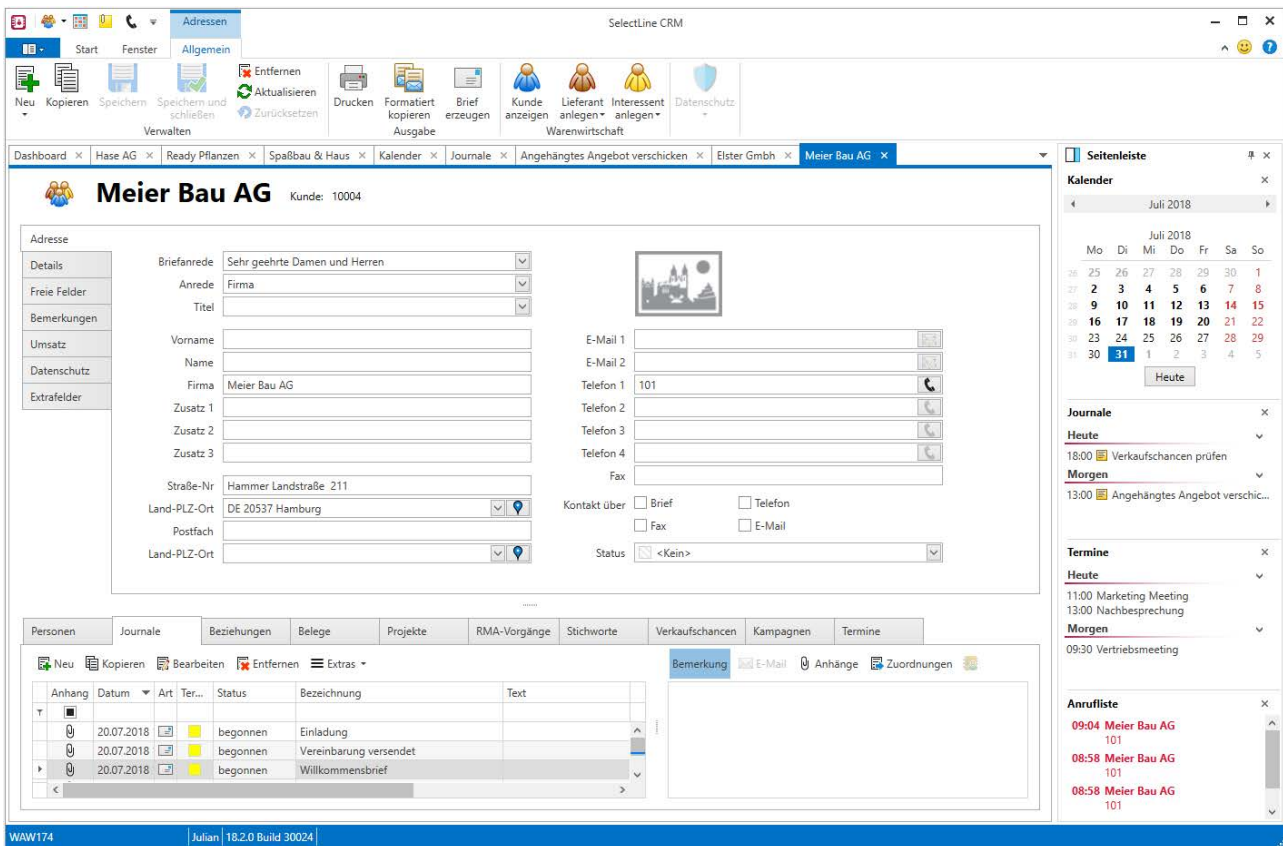 Adressen
SelectLine CRM
Start Fenster Allgemein
Neu Kopieren Speichern Speichern und schließen
Entfernen
Aktualisieren
Zurücksetzen
Drucken Formatiert kopieren Brief erzeugen
Kunde anzeigen Lieferant anlegen Interessent anlegen
Datenschutz
Verwalten Ausgabe Warenwirtschaft
Dashboard Hase AG Ready Pflanzen Spaßbau & Haus Kalender Journale Angehängtes Angebot verschicken Elster Gmbh Meier Bau AG
Meier Bau AG Kunde: 10004
Adresse
Details
Freie Felder
Bemerkungen
Umsatz
Datenschutz
Extrafelder
Briefanrede Sehr geehrte Damen und Herren
Anrede Firma
Titel
Vorname
Name
Firma Meier Bau AG
Zusatz 1
Zusatz 2
Zusatz 3
Straße-Nr Hammer Landstraße 211
Land-PLZ-Ort DE 20537 Hamburg
Postfach
Land-PLZ-Ort
E-Mail 1
E-Mail 2
Telefon 1 101
Telefon 2
Telefon 3
Telefon 4
Fax
Kontakt über Brief Telefon
Fax E-Mail
Status <Kein>
Personen Journale Beziehungen Belege Projekte RMA-Vorgänge Stichworte Verkaufschancen Kampagnen Termine
Neu Kopieren Bearbeiten Entfernen Extras
Bemerkung E-Mail Anhänge Zuordnungen
Anhang Datum Art Ter... Status Bezeichnung Text
20.07.2018 begonnen Einladung
20.07.2018 begonnen Vereinbarung versendet
20.07.2018 begonnen Willkommensbrief
Seitenleiste
Kalender
Juli 2018
Juli 2018
Mo Di Mi Do Fr Sa So
26 25 26 27 28 29 30 1
27 2 3 4 5 6 7 8
28 9 10 11 12 13 14 15
29 16 17 18 19 20 21 22
30 23 24 25 26 27 28 29
31 30 31 1 2 3 4 5
Heute
Journale
Heute
18:00 Verkaufschancen prüfen
Morgen
13:00 Angehängtes Angebot verschic...
Termine
Heute
11:00 Marketing Meeting
13:00 Nachbesprechung
Morgen
09:30 Vertriebsmeeting
Anrufliste
09:04 Meier Bau AG
101
08:58 Meier Bau AG
101
08:58 Meier Bau AG
101
WAW174 Julian 18.2.0 Build 30024